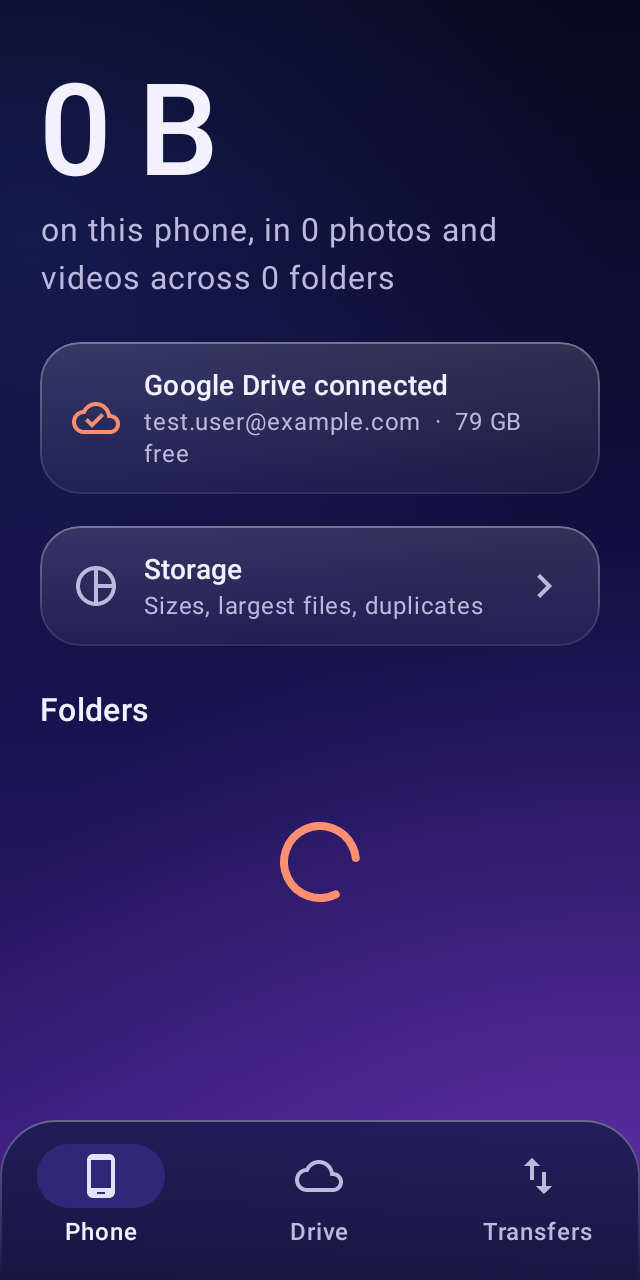 0 B
on this phone, in 0 photos and
videos across 0 folders
Google Drive connected
test.user@example.com · 79 GB
free
Storage
Sizes, largest files, duplicates
Folders
Phone
Drive
Transfers